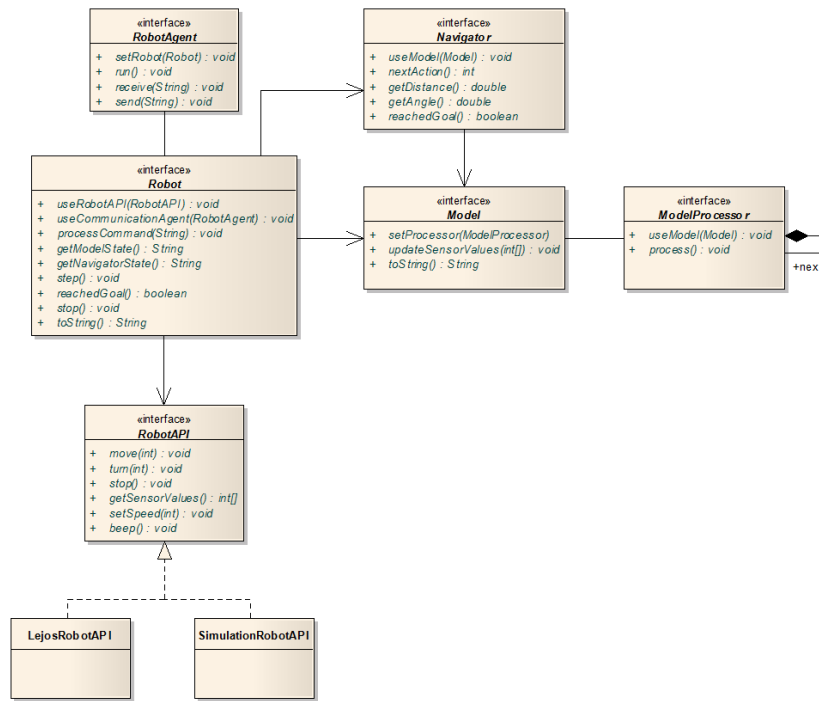 «interface»
RobotAgent
+ setRobot(Robot) : void
+ run() : void
+ receive(String) : void
+ send(String) : void
«interface»
Navigator
+ useModel(Model) : void
+ nextAction() : int
+ getDistance() : double
+ getAngle() : double
+ reachedGoal() : boolean
«interface»
Robot
+ useRobotAPI(RobotAPI) : void
+ useCommunicationAgent(RobotAgent) : void
+ processCommand(String) : void
+ getModelState() : String
+ getNavigatorState() : String
+ step() : void
+ reachedGoal() : boolean
+ stop() : void
+ toString() : String
«interface»
Model
+ setProcessor(ModelProcessor)
+ updateSensorValues(int[]) : void
+ toString() : String
«interface»
ModelProcessor
+ useModel(Model) : void
+ process() : void
+nex
«interface»
RobotAPI
+ move(int) : void
+ turn(int) : void
+ stop() : void
+ getSensorValues() : int[]
+ setSpeed(int) : void
+ beep() : void
LejosRobotAPI
SimulationRobotAPI